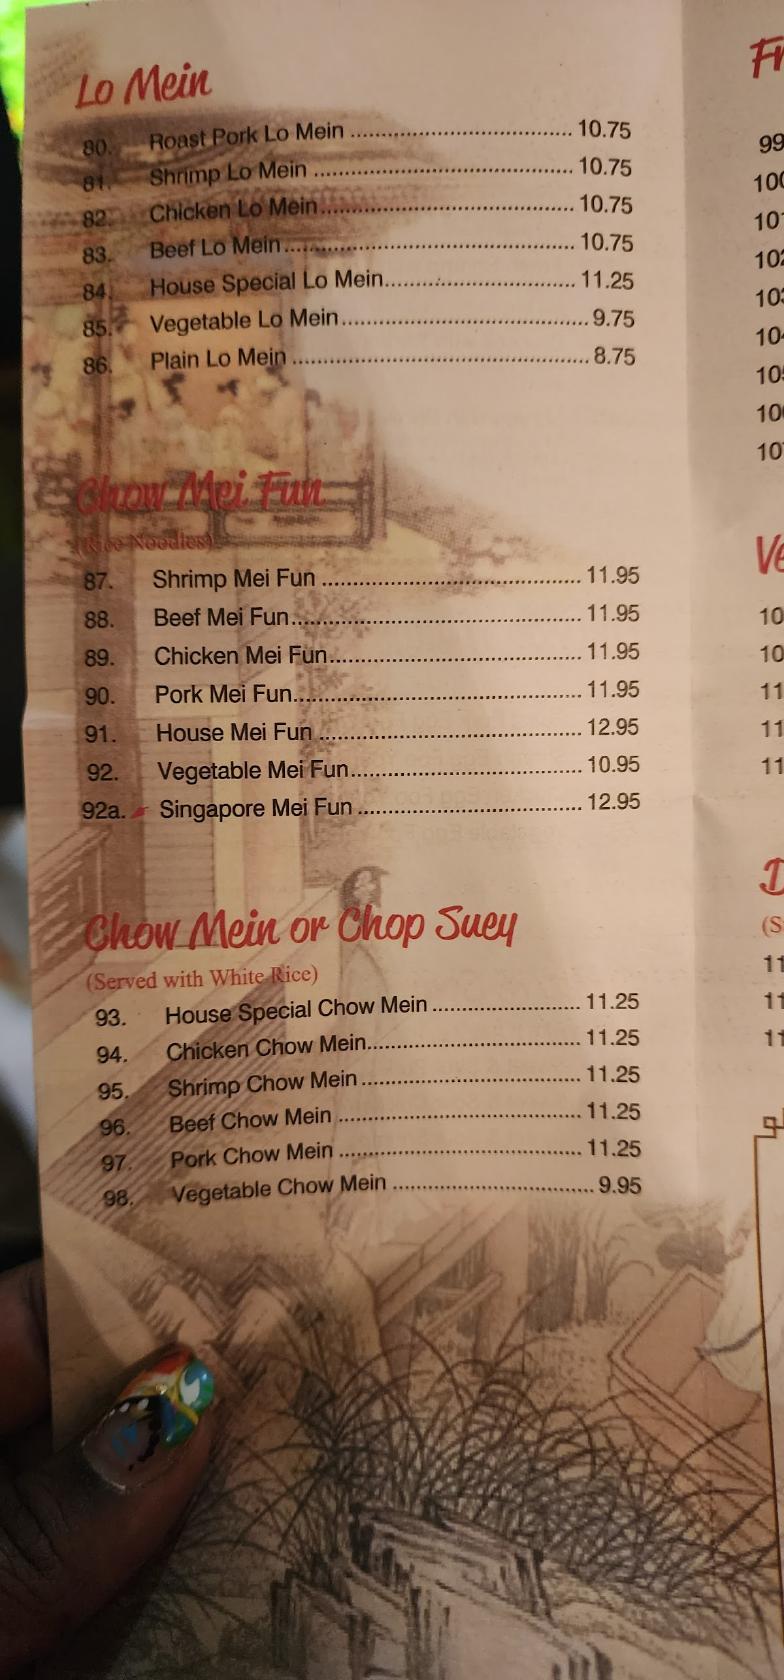 Lo Mein
80. Roast Pork Lo Mein ........................................ 10.75
81. Shrimp Lo Mein ............................................... 10.75
82. Chicken Lo Mein.............................................. 10.75
83. Beef Lo Mein..................................................... 10.75
84. House Special Lo Mein................................... 11.25
85. Vegetable Lo Mein............................................ 9.75
86. Plain Lo Mein ..................................................... 8.75
Chow Mei Fun
(Rice Noodles)
87. Shrimp Mei Fun ............................................... 11.95
88. Beef Mei Fun.................................................... 11.95
89. Chicken Mei Fun.............................................. 11.95
90. Pork Mei Fun.................................................... 11.95
91. House Mei Fun ................................................ 12.95
92. Vegetable Mei Fun.......................................... 10.95
92a. Singapore Mei Fun ......................................... 12.95
Chow Mein or Chop Suey
(Served with White Rice)
93. House Special Chow Mein ........................... 11.25
94. Chicken Chow Mein....................................... 11.25
95. Shrimp Chow Mein ........................................ 11.25
96. Beef Chow Mein ............................................ 11.25
97. Pork Chow Mein ............................................ 11.25
98. Vegetable Chow Mein ..................................... 9.95
99